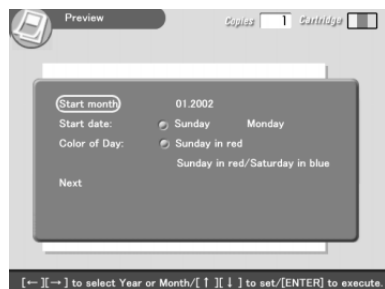 Preview Copies 1 Cartridge
Start month 01.2002
Start date: Sunday Monday
Color of Day: Sunday in red
Sunday in red/Saturday in blue
Next
[←][→] to select Year or Month/[↑][↓] to set/[ENTER] to execute.